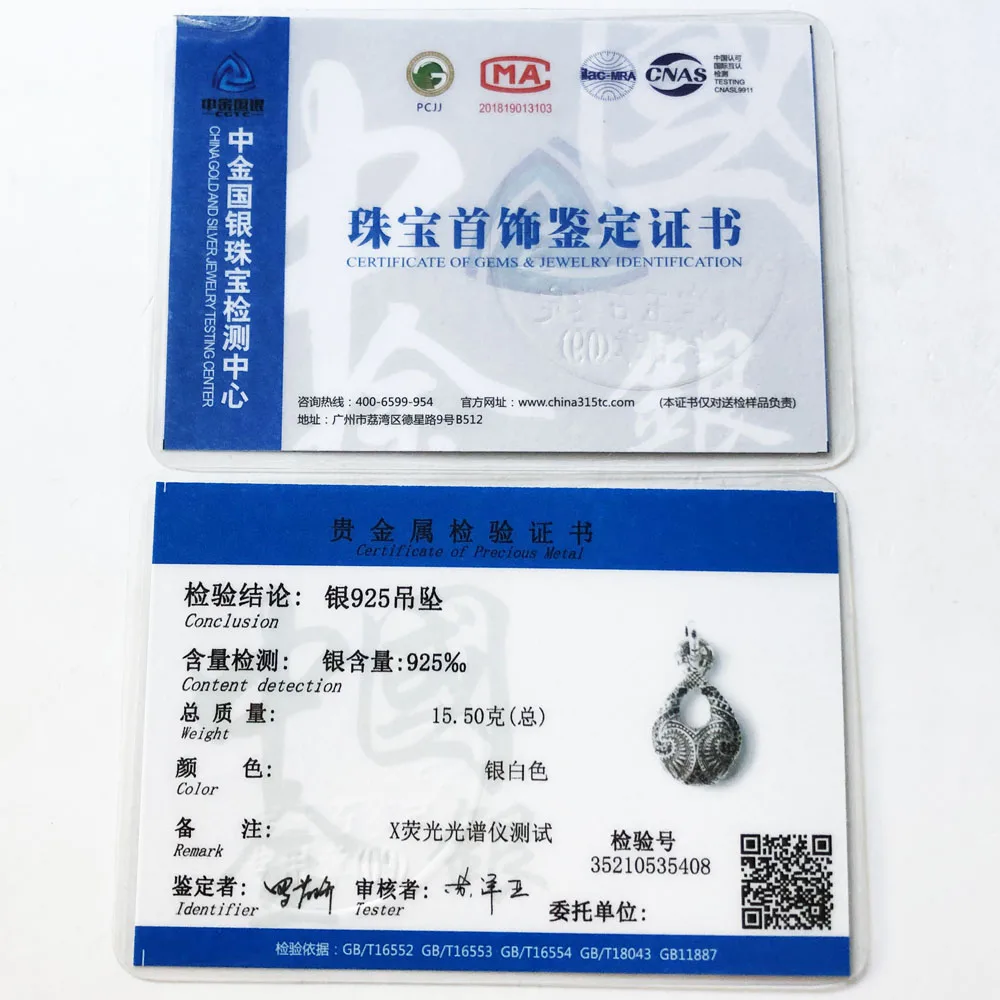 中金国银
CGTC
中金国银珠宝检测中心
CHINA GOLD AND SILVER JEWELRY TESTING CENTER
PCJJ
MA
201819013103
ilac-MRA
CNAS
中国认可
国际互认
检测
TESTING
CNASL9911
珠宝首饰鉴定证书
CERTIFICATE OF GEMS & JEWELRY IDENTIFICATION
咨询热线：400-6599-954 官方网址：www.china315tc.com (本证书仅对送检样品负责)
地址：广州市荔湾区德星路9号B512
贵金属检验证书
Certificate of Precious Metal
检验结论: 银925吊坠
Conclusion
含量检测: 银含量:925‰
Content detection
总质量: 15.50克(总)
Weight
颜 色: 银白色
Color
备 注: X荧光光谱仪测试
Remark
检验号
35210535408
鉴定者: 审核者:
Identifier Tester
委托单位:
检验依据：GB/T16552 GB/T16553 GB/T16554 GB/T18043 GB11887